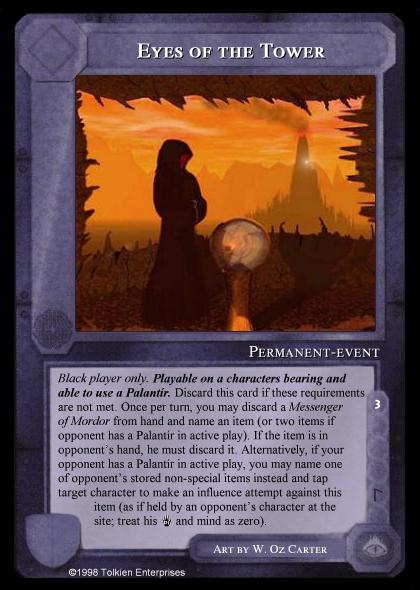 EYES OF THE TOWER
PERMANENT-EVENT
Black player only. Playable on a characters bearing and
able to use a Palantír. Discard this card if these requirements
are not met. Once per turn, you may discard a Messenger
of Mordor from hand and name an item (or two items if
opponent has a Palantir in active play). If the item is in
opponent's hand, he must discard it. Alternatively, if your
opponent has a Palantir in active play, you may name one
of opponent's stored non-special items instead and tap
target character to make an influence attempt against this
item (as if held by an opponent's character at the
site; treat his and mind as zero).
3
ART BY W. OZ CARTER
©1998 Tolkien Enterprises